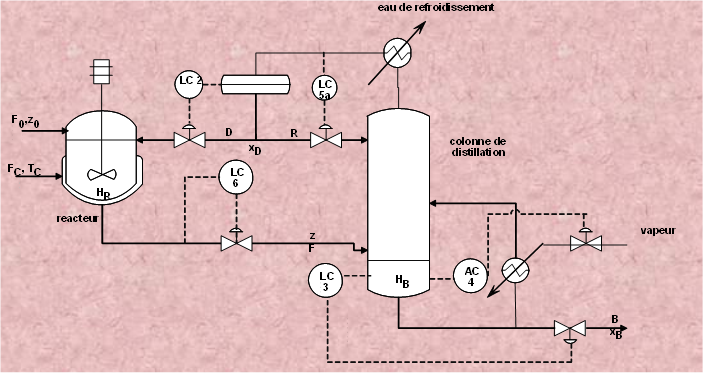 eau de refroidissement
LC 2
LC
5a
F0,z0
D
R
xD
colonne de
distillation
FC, TC
HR
LC
6
reacteur
z
F
vapeur
LC
3
HB
AC
4
B
xB